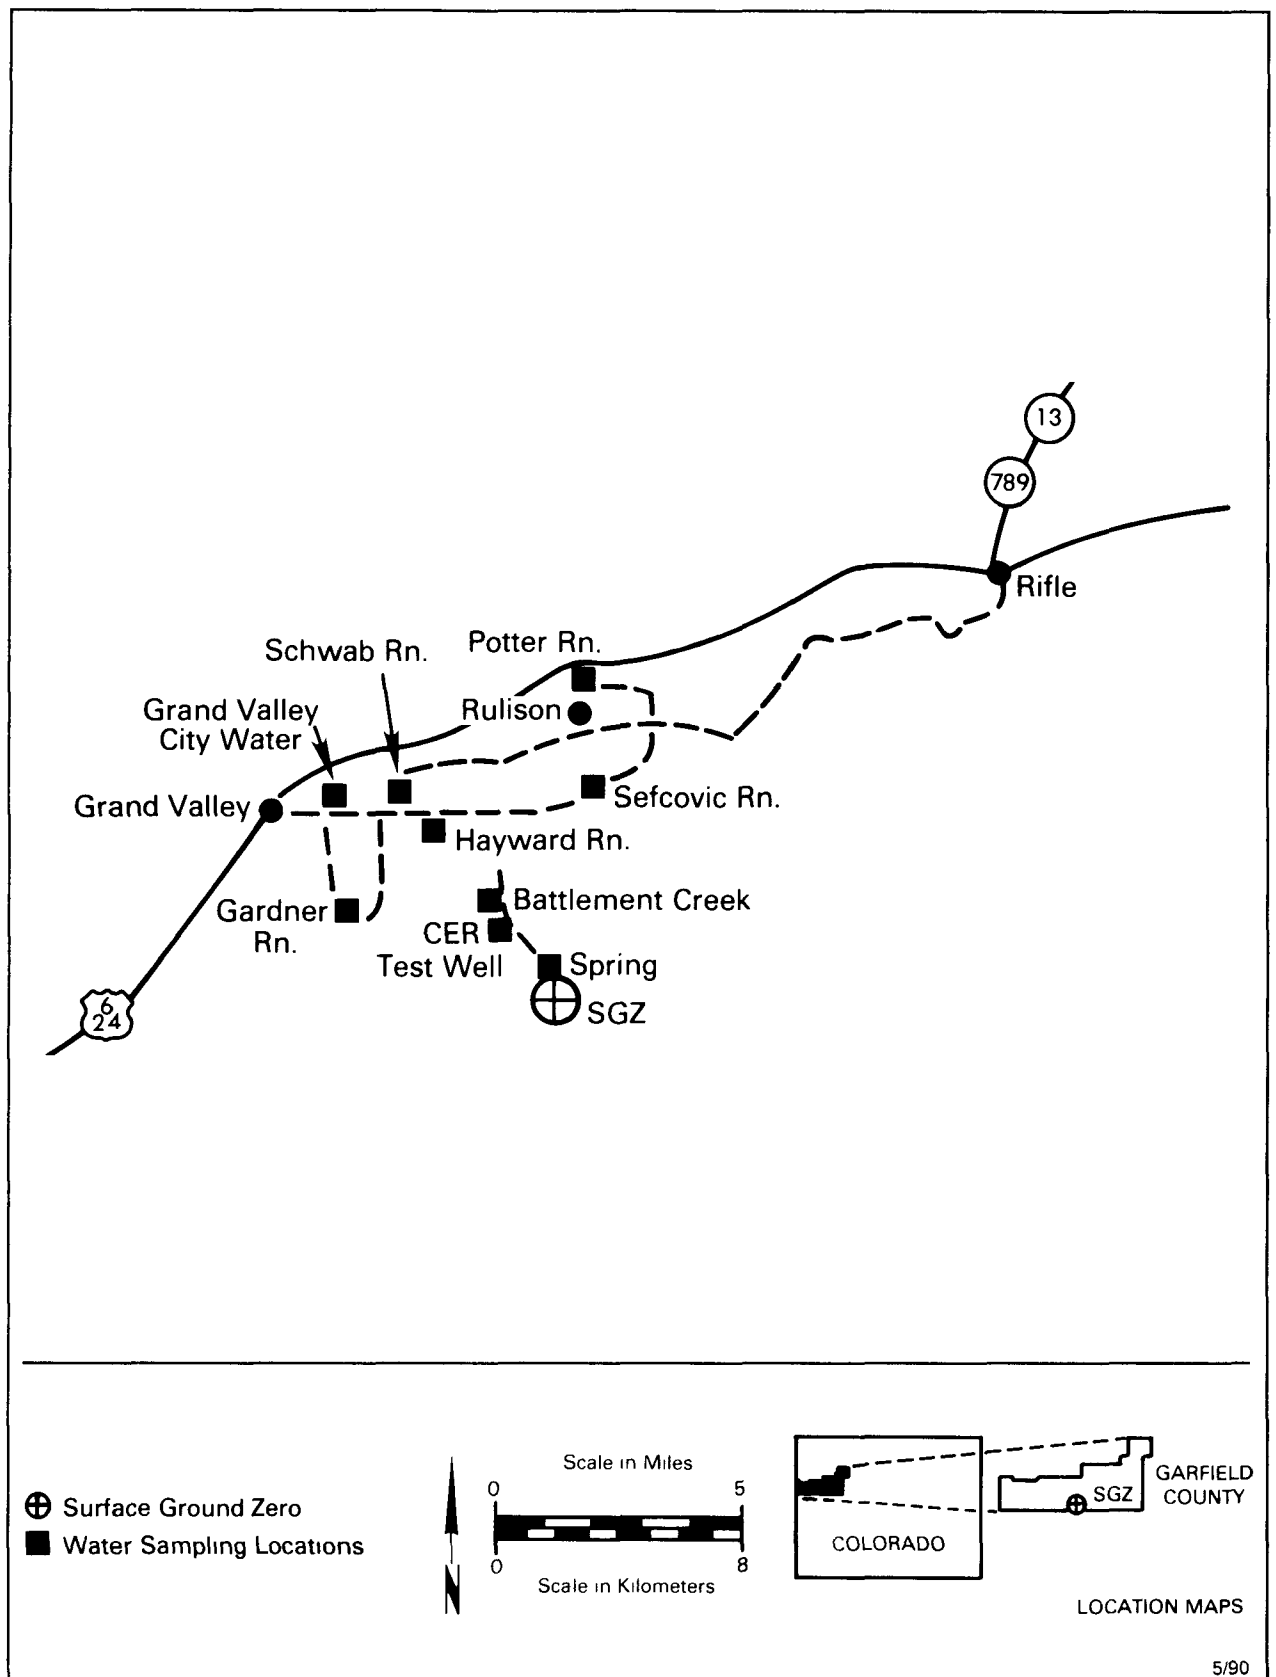 13
789
Rifle
Potter Rn.
Schwab Rn.
Rulison
Grand Valley
City Water
Grand Valley
Sefcovic Rn.
Hayward Rn.
Gardner
Rn.
Battlement Creek
CER
Test Well
Spring
SGZ
6
24
Surface Ground Zero
Water Sampling Locations
N
Scale in Miles
0 5
0 8
Scale in Kilometers
COLORADO
SGZ
GARFIELD
COUNTY
LOCATION MAPS
5/90